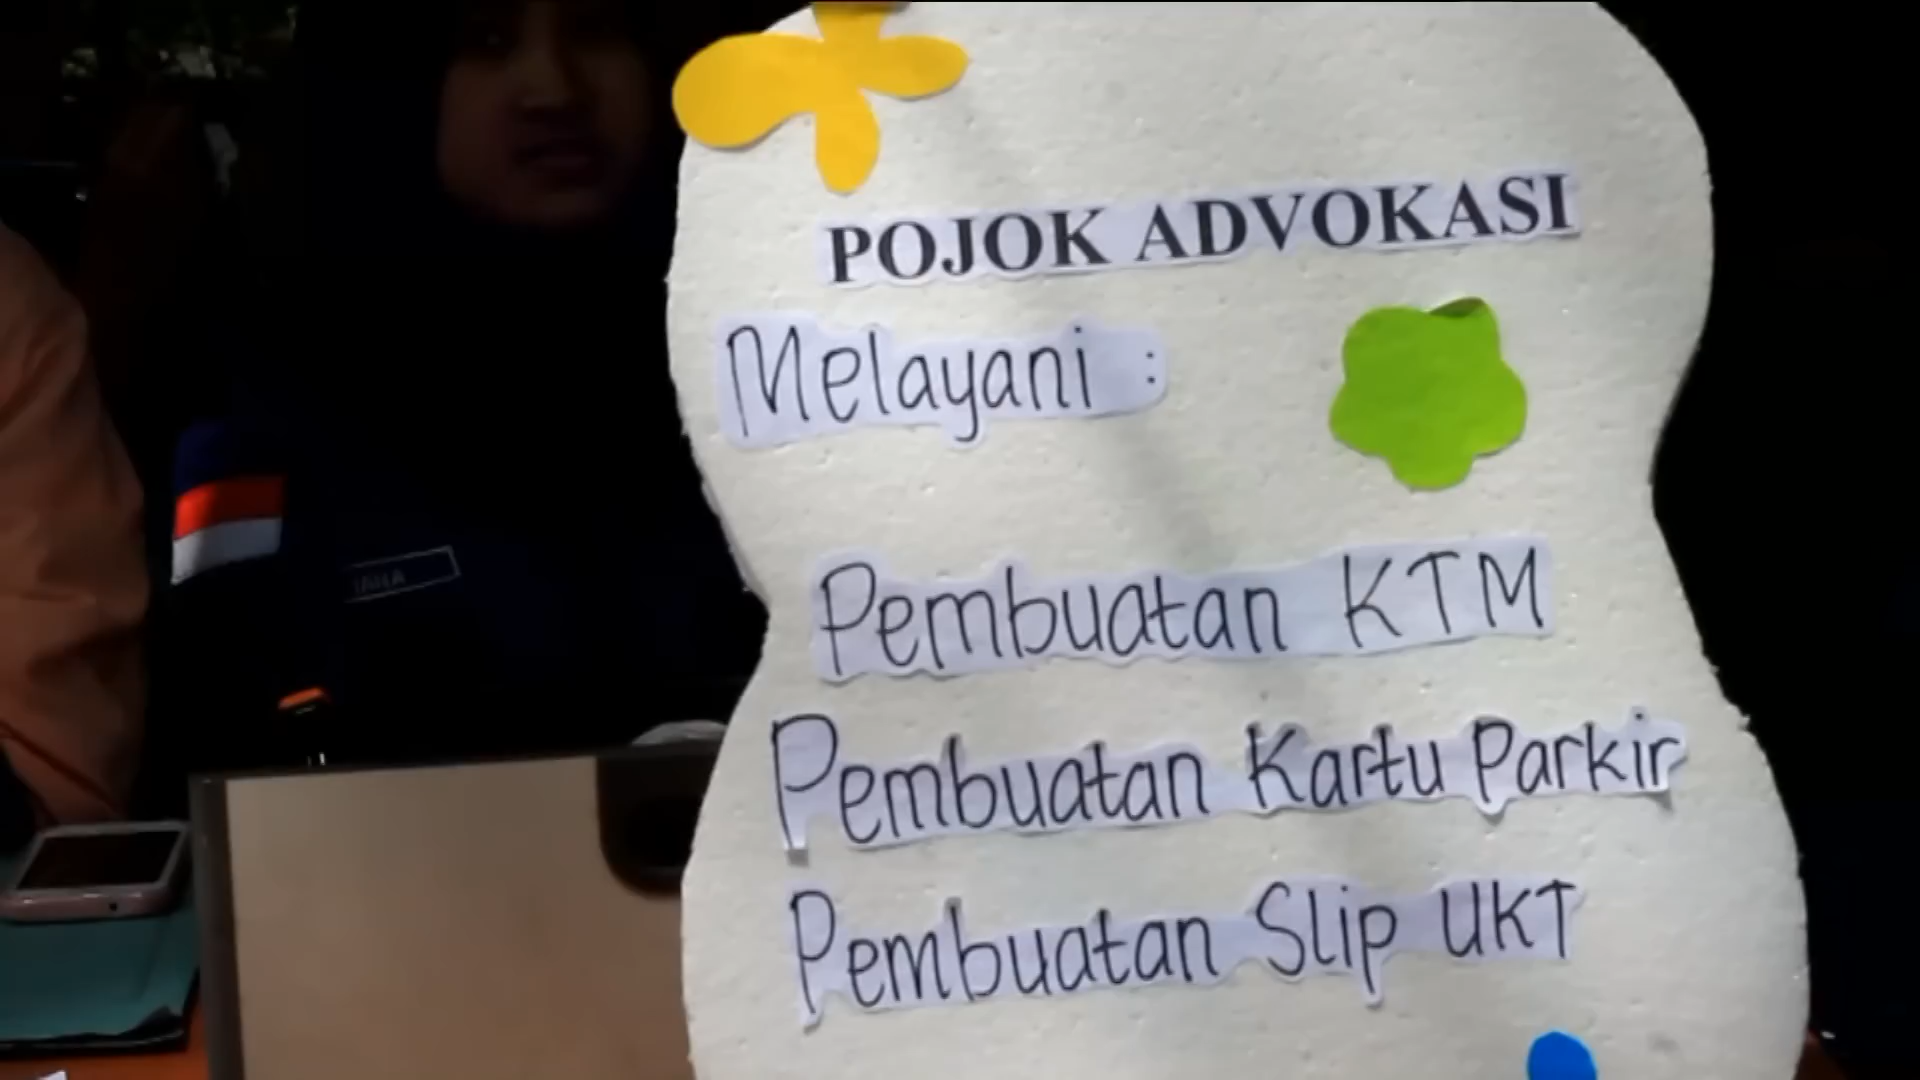 POJOK ADVOKASI
Melayani :
Pembuatan KTM
Pembuatan Kartu Parkir
Pembuatan Slip UKT